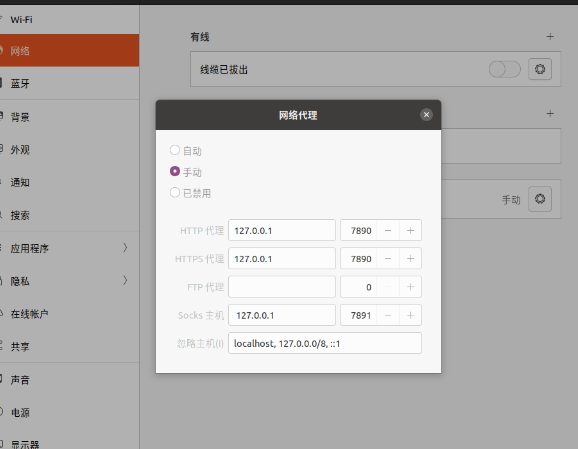 Wi-Fi
网络
蓝牙
背景
外观
通知
搜索
应用程序
隐私
在线帐户
共享
声音
电源
显示器
有线
线缆已拔出
手动
网络代理
自动
手动
已禁用
HTTP 代理 127.0.0.1 7890 − +
HTTPS 代理 127.0.0.1 7890 − +
FTP 代理 0 − +
Socks 主机 127.0.0.1 7891 − +
忽略主机(I) localhost, 127.0.0.0/8, ::1